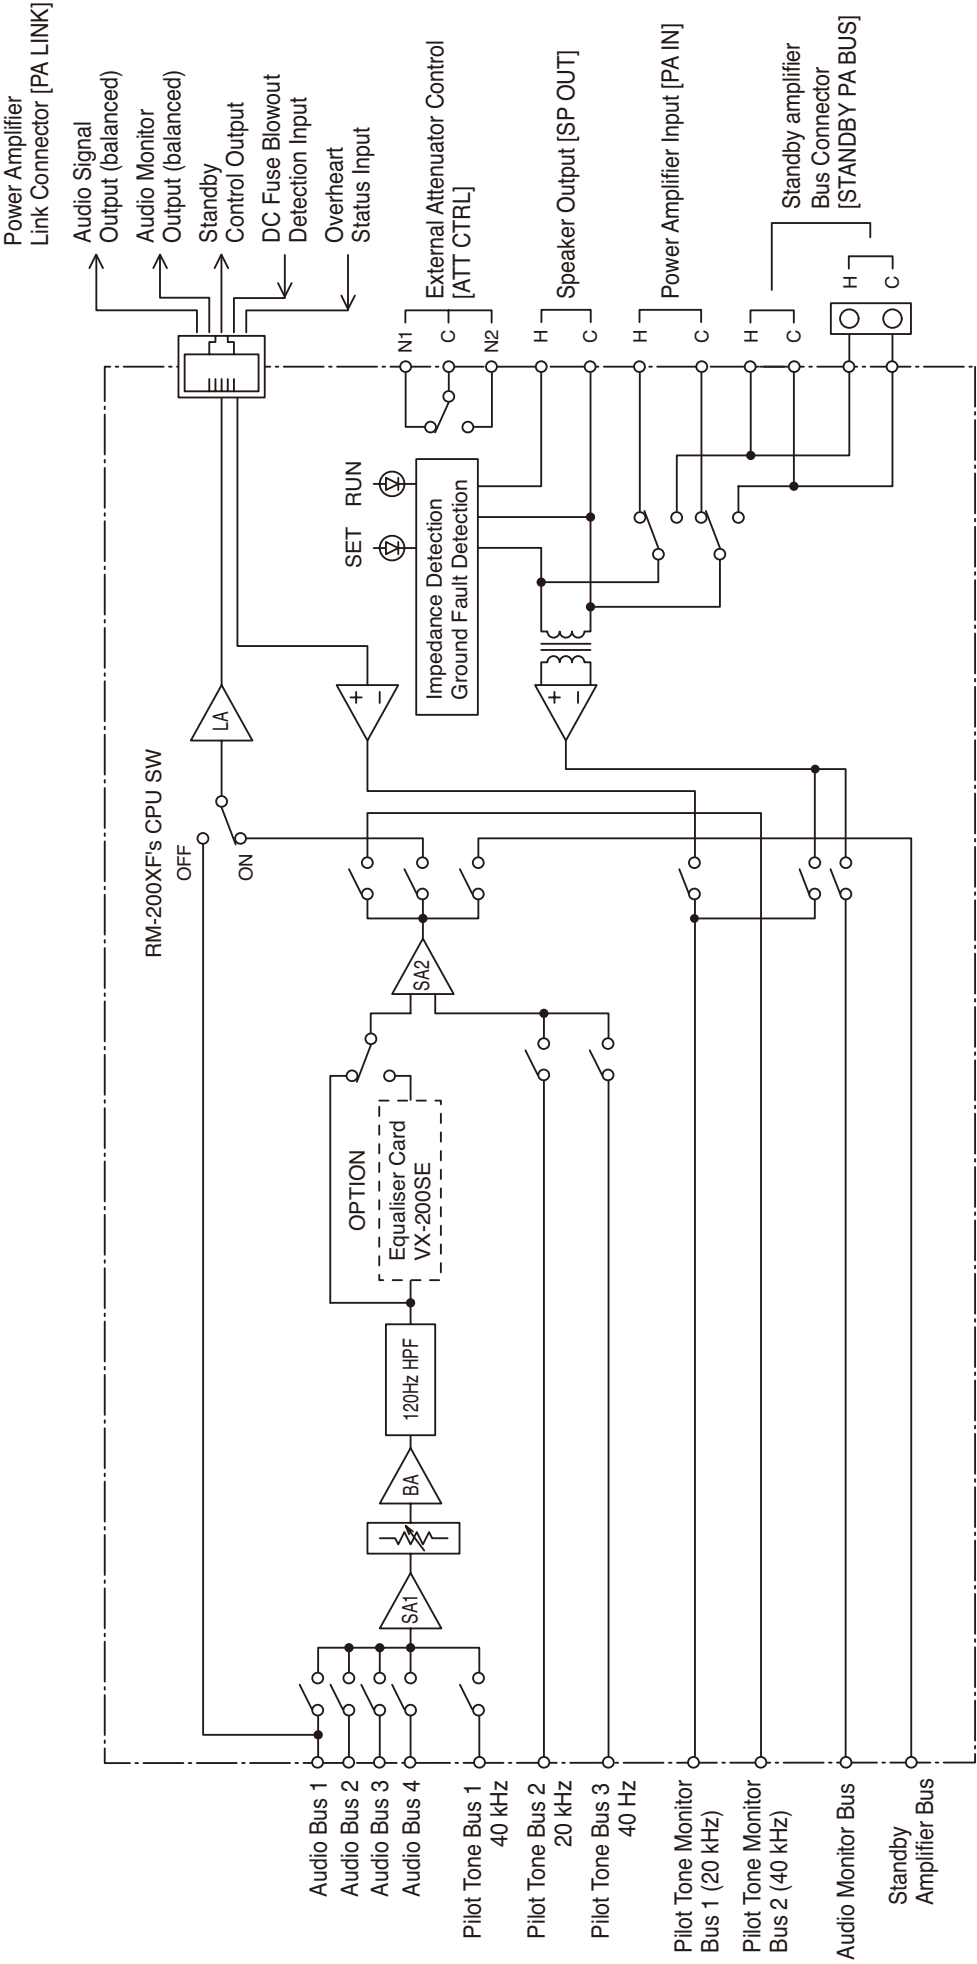 Power Amplifier
Link Connector [PA LINK]
Audio Signal
Output (balanced)
Audio Monitor
Output (balanced)
Standby
Control Output
DC Fuse Blowout
Detection Input
Overheart
Status Input
External Attenuator Control
[ATT CTRL]
Speaker Output [SP OUT]
Power Amplifier Input [PA IN]
Standby amplifier
Bus Connector
[STANDBY PA BUS]
N1
C
N2
H
C
H
C
H
C
H
C
RUN
SET
Impedance Detection
Ground Fault Detection
+
−
+
−
LA
RM-200XF's CPU SW
OFF
ON
SA2
OPTION
Equaliser Card
VX-200SE
120Hz HPF
BA
SA1
Audio Bus 1
Audio Bus 2
Audio Bus 3
Audio Bus 4
Pilot Tone Bus 1
40 kHz
Pilot Tone Bus 2
20 kHz
Pilot Tone Bus 3
40 Hz
Pilot Tone Monitor
Bus 1 (20 kHz)
Pilot Tone Monitor
Bus 2 (40 kHz)
Audio Monitor Bus
Standby
Amplifier Bus